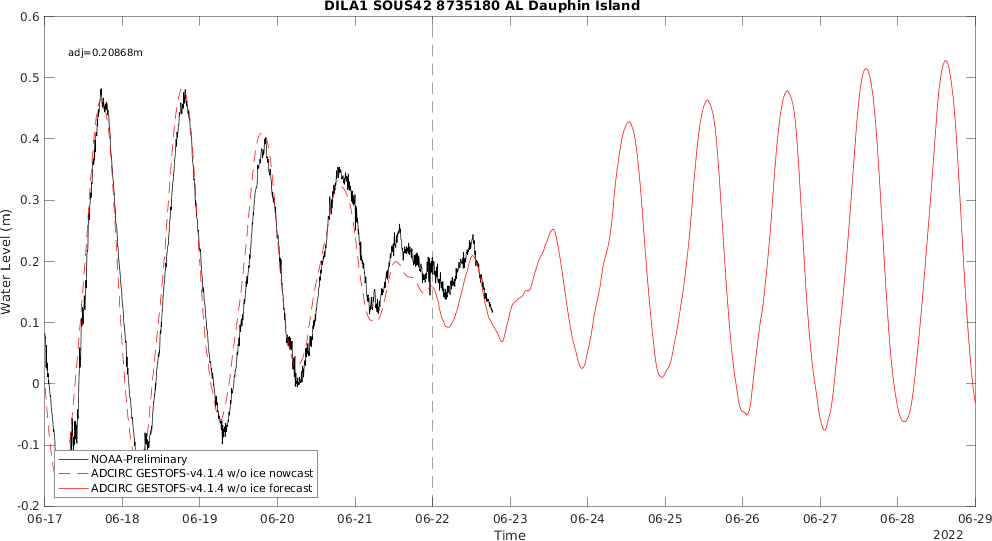 DILA1 SOUS42 8735180 AL Dauphin Island
0.6
adj=0.20868m
0.5
0.4
0.3
0.2
0.1
0
-0.1
-0.2
Water Level (m)
NOAA-Preliminary
ADCIRC GESTOFS-v4.1.4 w/o ice nowcast
ADCIRC GESTOFS-v4.1.4 w/o ice forecast
06-17 06-18 06-19 06-20 06-21 06-22 06-23 06-24 06-25 06-26 06-27 06-28 06-29
Time
2022